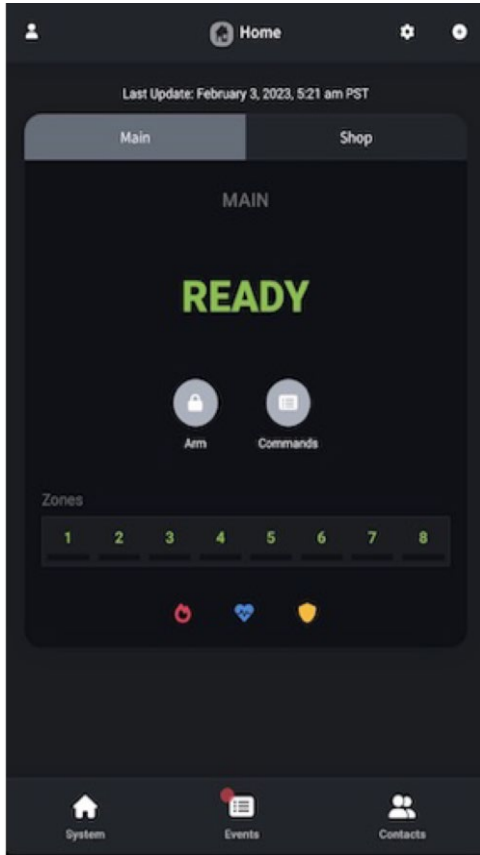 Home
Last Update: February 3, 2023, 5:21 am PST
Main Shop
MAIN
READY
Arm Commands
Zones
1 2 3 4 5 6 7 8
System Events Contacts